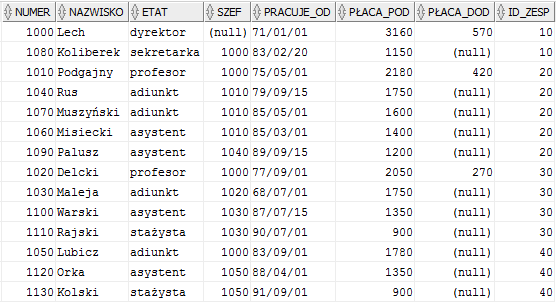 NUMER NAZWISKO ETAT SZEF PRACUJE_OD PŁACA_POD PŁACA_DOD ID_ZESP
1000 Lech dyrektor (null) 71/01/01 3160 570 10
1080 Koliberek sekretarka 1000 83/02/20 1150 (null) 10
1010 Podgajny profesor 1000 75/05/01 2180 420 20
1040 Rus adiunkt 1010 79/09/15 1750 (null) 20
1070 Muszyński adiunkt 1010 85/05/01 1600 (null) 20
1060 Misiecki asystent 1010 85/03/01 1400 (null) 20
1090 Palusz asystent 1040 89/09/15 1200 (null) 20
1020 Delcki profesor 1000 77/09/01 2050 270 30
1030 Maleja adiunkt 1020 68/07/01 1750 (null) 30
1100 Warski asystent 1030 87/07/15 1350 (null) 30
1110 Rajski stażysta 1030 90/07/01 900 (null) 30
1050 Lubicz adiunkt 1000 83/09/01 1780 (null) 40
1120 Orka asystent 1050 88/04/01 1350 (null) 40
1130 Kolski stażysta 1050 91/09/01 900 (null) 40